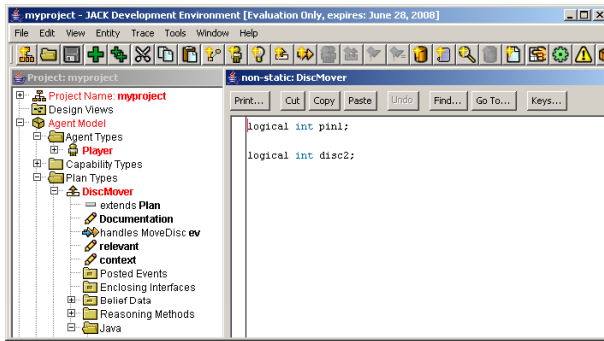 myproject - JACK Development Environment [Evaluation Only, expires: June 28, 2008]
File Edit View Entity Trace Tools Window Help
Project: myproject
Project Name: myproject
Design Views
Agent Model
Agent Types
Player
Capability Types
Plan Types
DiscMover
extends Plan
Documentation
handles MoveDisc ev
relevant
context
Posted Events
Enclosing Interfaces
Belief Data
Reasoning Methods
Java
non-static: DiscMover
Print... Cut Copy Paste Undo Find... Go To... Keys...
logical int pin1;
logical int disc2;